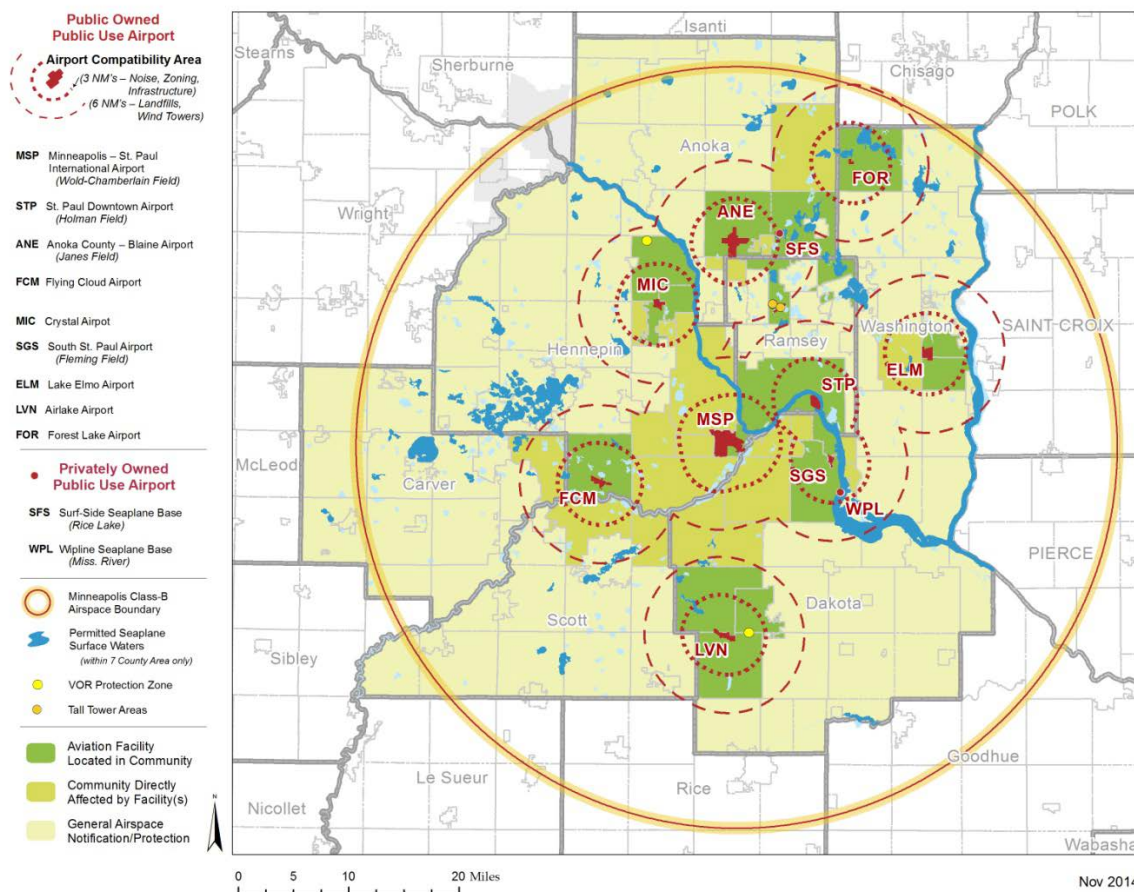 Public Owned
Public Use Airport
Airport Compatibility Area
(3 NM's – Noise, Zoning,
Infrastructure)
(6 NM's – Landfills,
Wind Towers)
MSP Minneapolis – St. Paul
International Airport
(Wold-Chamberlain Field)
STP St. Paul Downtown Airport
(Holman Field)
ANE Anoka County – Blaine Airport
(Janes Field)
FCM Flying Cloud Airport
MIC Crystal Airpot
SGS South St. Paul Airport
(Fleming Field)
ELM Lake Elmo Airport
LVN Airlake Airport
FOR Forest Lake Airport
Privately Owned
Public Use Airport
SFS Surf-Side Seaplane Base
(Rice Lake)
WPL Wipline Seaplane Base
(Miss. River)
Minneapolis Class-B
Airspace Boundary
Permitted Seaplane
Surface Waters
(within 7 County Area only)
VOR Protection Zone
Tall Tower Areas
Aviation Facility
Located in Community
Community Directly
Affected by Facility(s)
General Airspace
Notification/Protection
N
Isanti
Stearns
Sherburne
Chisago
POLK
Anoka
FOR
Wright
ANE
SFS
MIC
Washington
SAINT CROIX
Hennepin
Ramsey
ELM
STP
MSP
McLeod
Carver
FCM
SGS
WPL
PIERCE
Scott
Dakota
LVN
Sibley
Goodhue
Le Sueur
Rice
Nicollet
Wabasha
0 5 10 20 Miles
Nov 2014